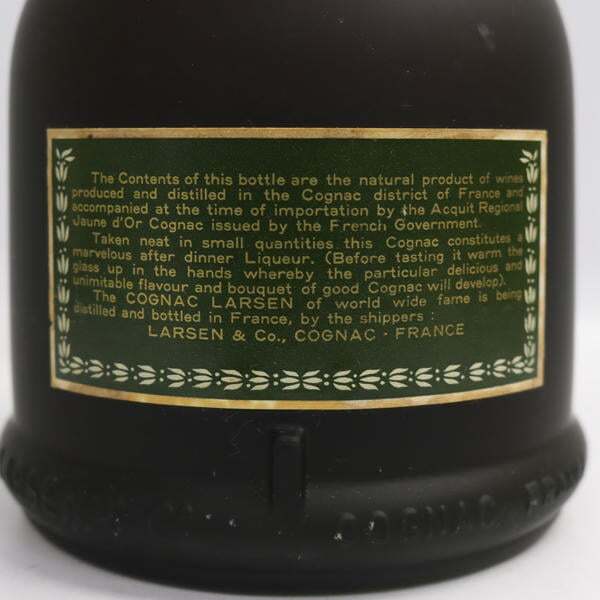 The Contents of this bottle are the natural product of wines
produced and distilled in the Cognac district of France and
accompanied at the time of importation by the Acquit Regional
Jaune d'Or Cognac issued by the French Government.
Taken neat in small quantities this Cognac constitutes a
marvelous after dinner Liqueur. (Before tasting it warm the
glass up in the hands whereby the particular delicious and
unimitable flavour and bouquet of good Cognac will develop).
The COGNAC LARSEN of world wide fame is being
distilled and bottled in France, by the shippers :
LARSEN & Co., COGNAC - FRANCE
COGNAC